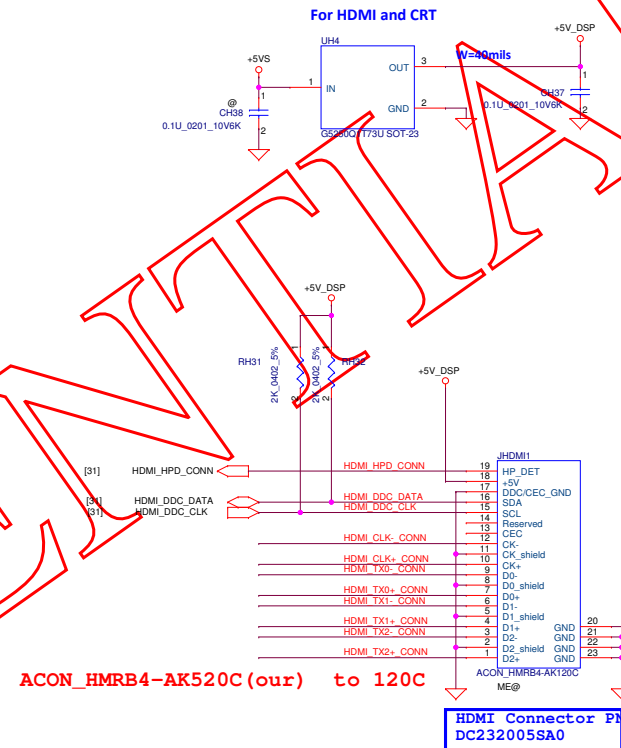 For HDMI and CRT
+5V_DSP
UH4
+5VS
W=40mils
3
OUT
1
IN
1
CH37
@
1
CH38
GND
2
0.1U_0201_10V6K
2
0.1U_0201_10V6K
2
SOT-23
+5V_DSP
1
1
RH31
RH32
2K_0402_5%
2K_0402_5%
2
2
+5V_DSP
JHDMI1
[31] HDMI_HPD_CONN HDMI_HPD_CONN 19 HP_DET
18 +5V
17 DDC/CEC_GND
[31] HDMI_DDC_DATA HDMI_DDC_DATA 16 SDA
[31] HDMI_DDC_CLK HDMI_DDC_CLK 15 SCL
14 Reserved
13 CEC
HDMI_CLK-_CONN 12 CK-
11 CK_shield
HDMI_CLK+_CONN 10 CK+
HDMI_TX0-_CONN 9 D0-
8 D0_shield
HDMI_TX0+_CONN 7 D0+
HDMI_TX1-_CONN 6 D1-
5 D1_shield
HDMI_TX1+_CONN 4 D1+ GND 20
HDMI_TX2-_CONN 3 D2- GND 21
2 D2_shield GND 22
HDMI_TX2+_CONN 1 D2+ GND 23
ACON_HMRB4-AK120C
ME@
ACON_HMRB4-AK520C(our) to 120C
HDMI Connector PN
DC232005SA0